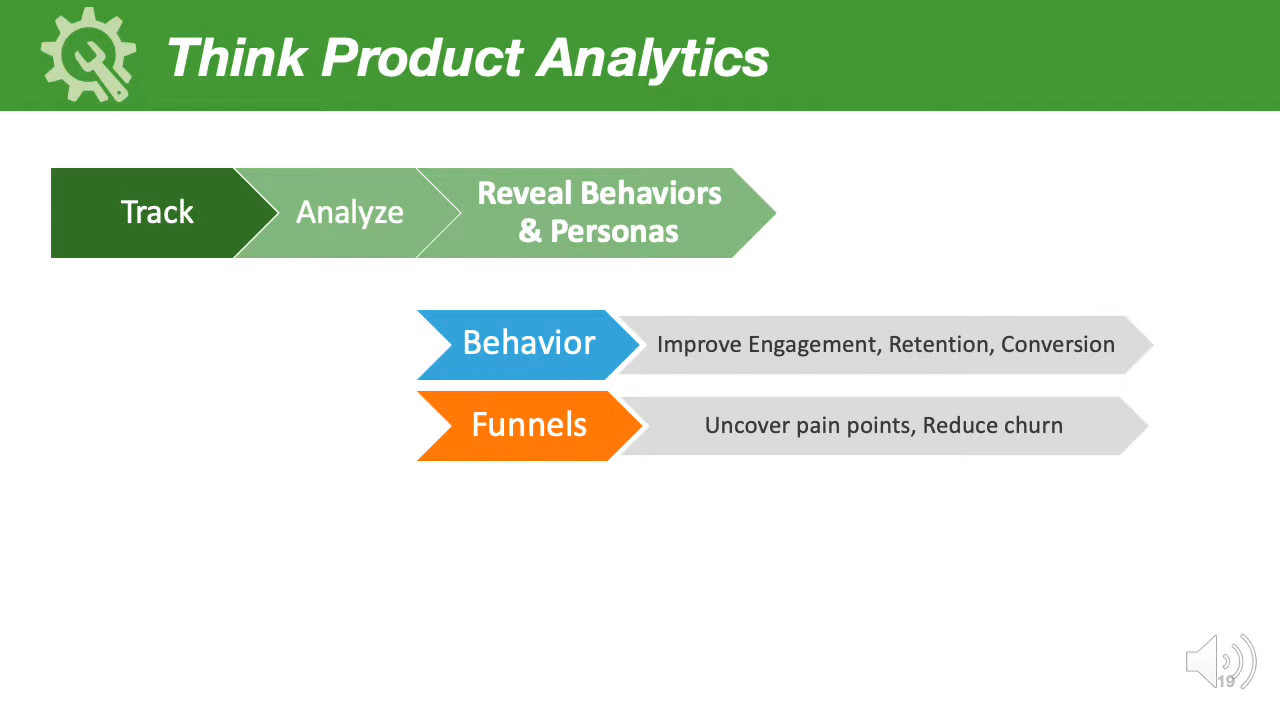 Think Product Analytics
Track
Analyze
Reveal Behaviors
& Personas
Behavior
Improve Engagement, Retention, Conversion
Funnels
Uncover pain points, Reduce churn
19